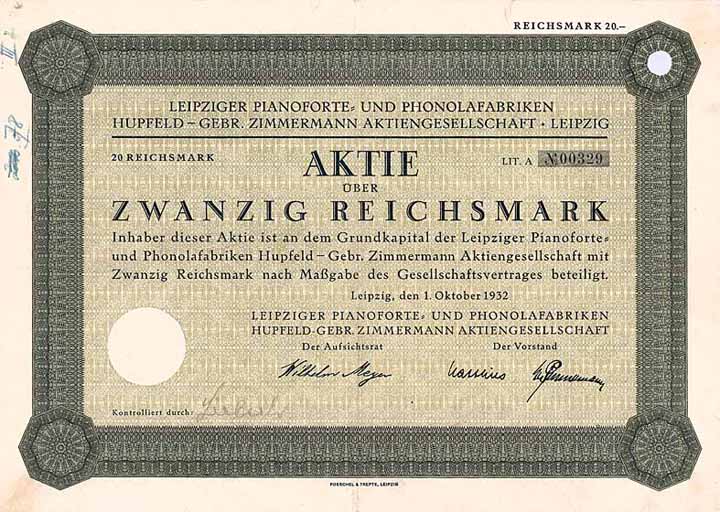 REICHSMARK 20.–
LEIPZIGER PIANOFORTE- UND PHONOLAFABRIKEN
HUPFELD – GEBR. ZIMMERMANN AKTIENGESELLSCHAFT • LEIPZIG
20 REICHSMARK AKTIE LIT. A № 00329
ÜBER
ZWANZIG REICHSMARK
Inhaber dieser Aktie ist an dem Grundkapital der Leipziger Pianoforte-
und Phonolafabriken Hupfeld – Gebr. Zimmermann Aktiengesellschaft mit
Zwanzig Reichsmark nach Maßgabe des Gesellschaftsvertrages beteiligt.
Leipzig, den 1. Oktober 1932
LEIPZIGER PIANOFORTE- UND PHONOLAFABRIKEN
HUPFELD-GEBR. ZIMMERMANN AKTIENGESELLSCHAFT
Der Aufsichtsrat Der Vorstand
Wilhelm Meyer
Kontrolliert durch:
POESCHEL & TREPTE, LEIPZIG